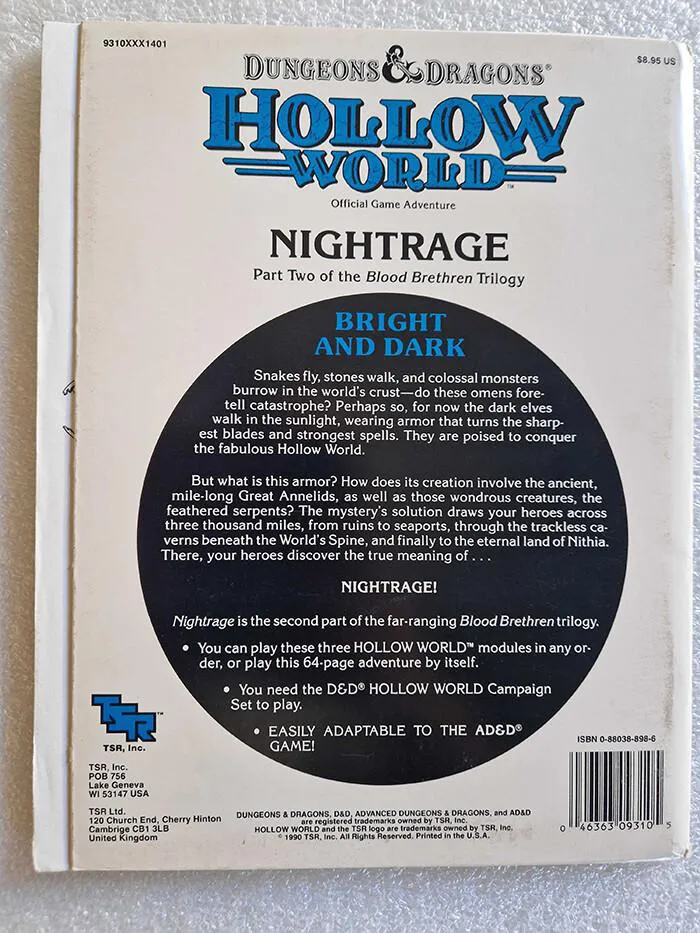 9310XXX1401
$8.95 US
DUNGEONS & DRAGONS®
HOLLOW
WORLD™
Official Game Adventure
NIGHTRAGE
Part Two of the Blood Brethren Trilogy
BRIGHT
AND DARK
Snakes fly, stones walk, and colossal monsters
burrow in the world's crust—do these omens fore-
tell catastrophe? Perhaps so, for now the dark elves
walk in the sunlight, wearing armor that turns the sharp-
est blades and strongest spells. They are poised to conquer
the fabulous Hollow World.
But what is this armor? How does its creation involve the ancient,
mile-long Great Annelids, as well as those wondrous creatures, the
feathered serpents? The mystery's solution draws your heroes across
three thousand miles, from ruins to seaports, through the trackless ca-
verns beneath the World's Spine, and finally to the eternal land of Nithia.
There, your heroes discover the true meaning of . . .
NIGHTRAGE!
Nightrage is the second part of the far-ranging Blood Brethren trilogy.
• You can play these three HOLLOW WORLD™ modules in any or-
der, or play this 64-page adventure by itself.
• You need the D&D® HOLLOW WORLD Campaign
Set to play.
• EASILY ADAPTABLE TO THE AD&D®
GAME!
TSR™
TSR, Inc.
TSR, Inc.
POB 756
Lake Geneva
WI 53147 USA
TSR Ltd.
120 Church End, Cherry Hinton
Cambrige CB1 3LB
United Kingdom
DUNGEONS & DRAGONS, D&D, ADVANCED DUNGEONS & DRAGONS, and AD&D
are registered trademarks owned by TSR, Inc.
HOLLOW WORLD and the TSR logo are trademarks owned by TSR, Inc.
© 1990 TSR, Inc. All Rights Reserved. Printed in the U.S.A.
ISBN 0-88038-898-6
0 46363 09310 5